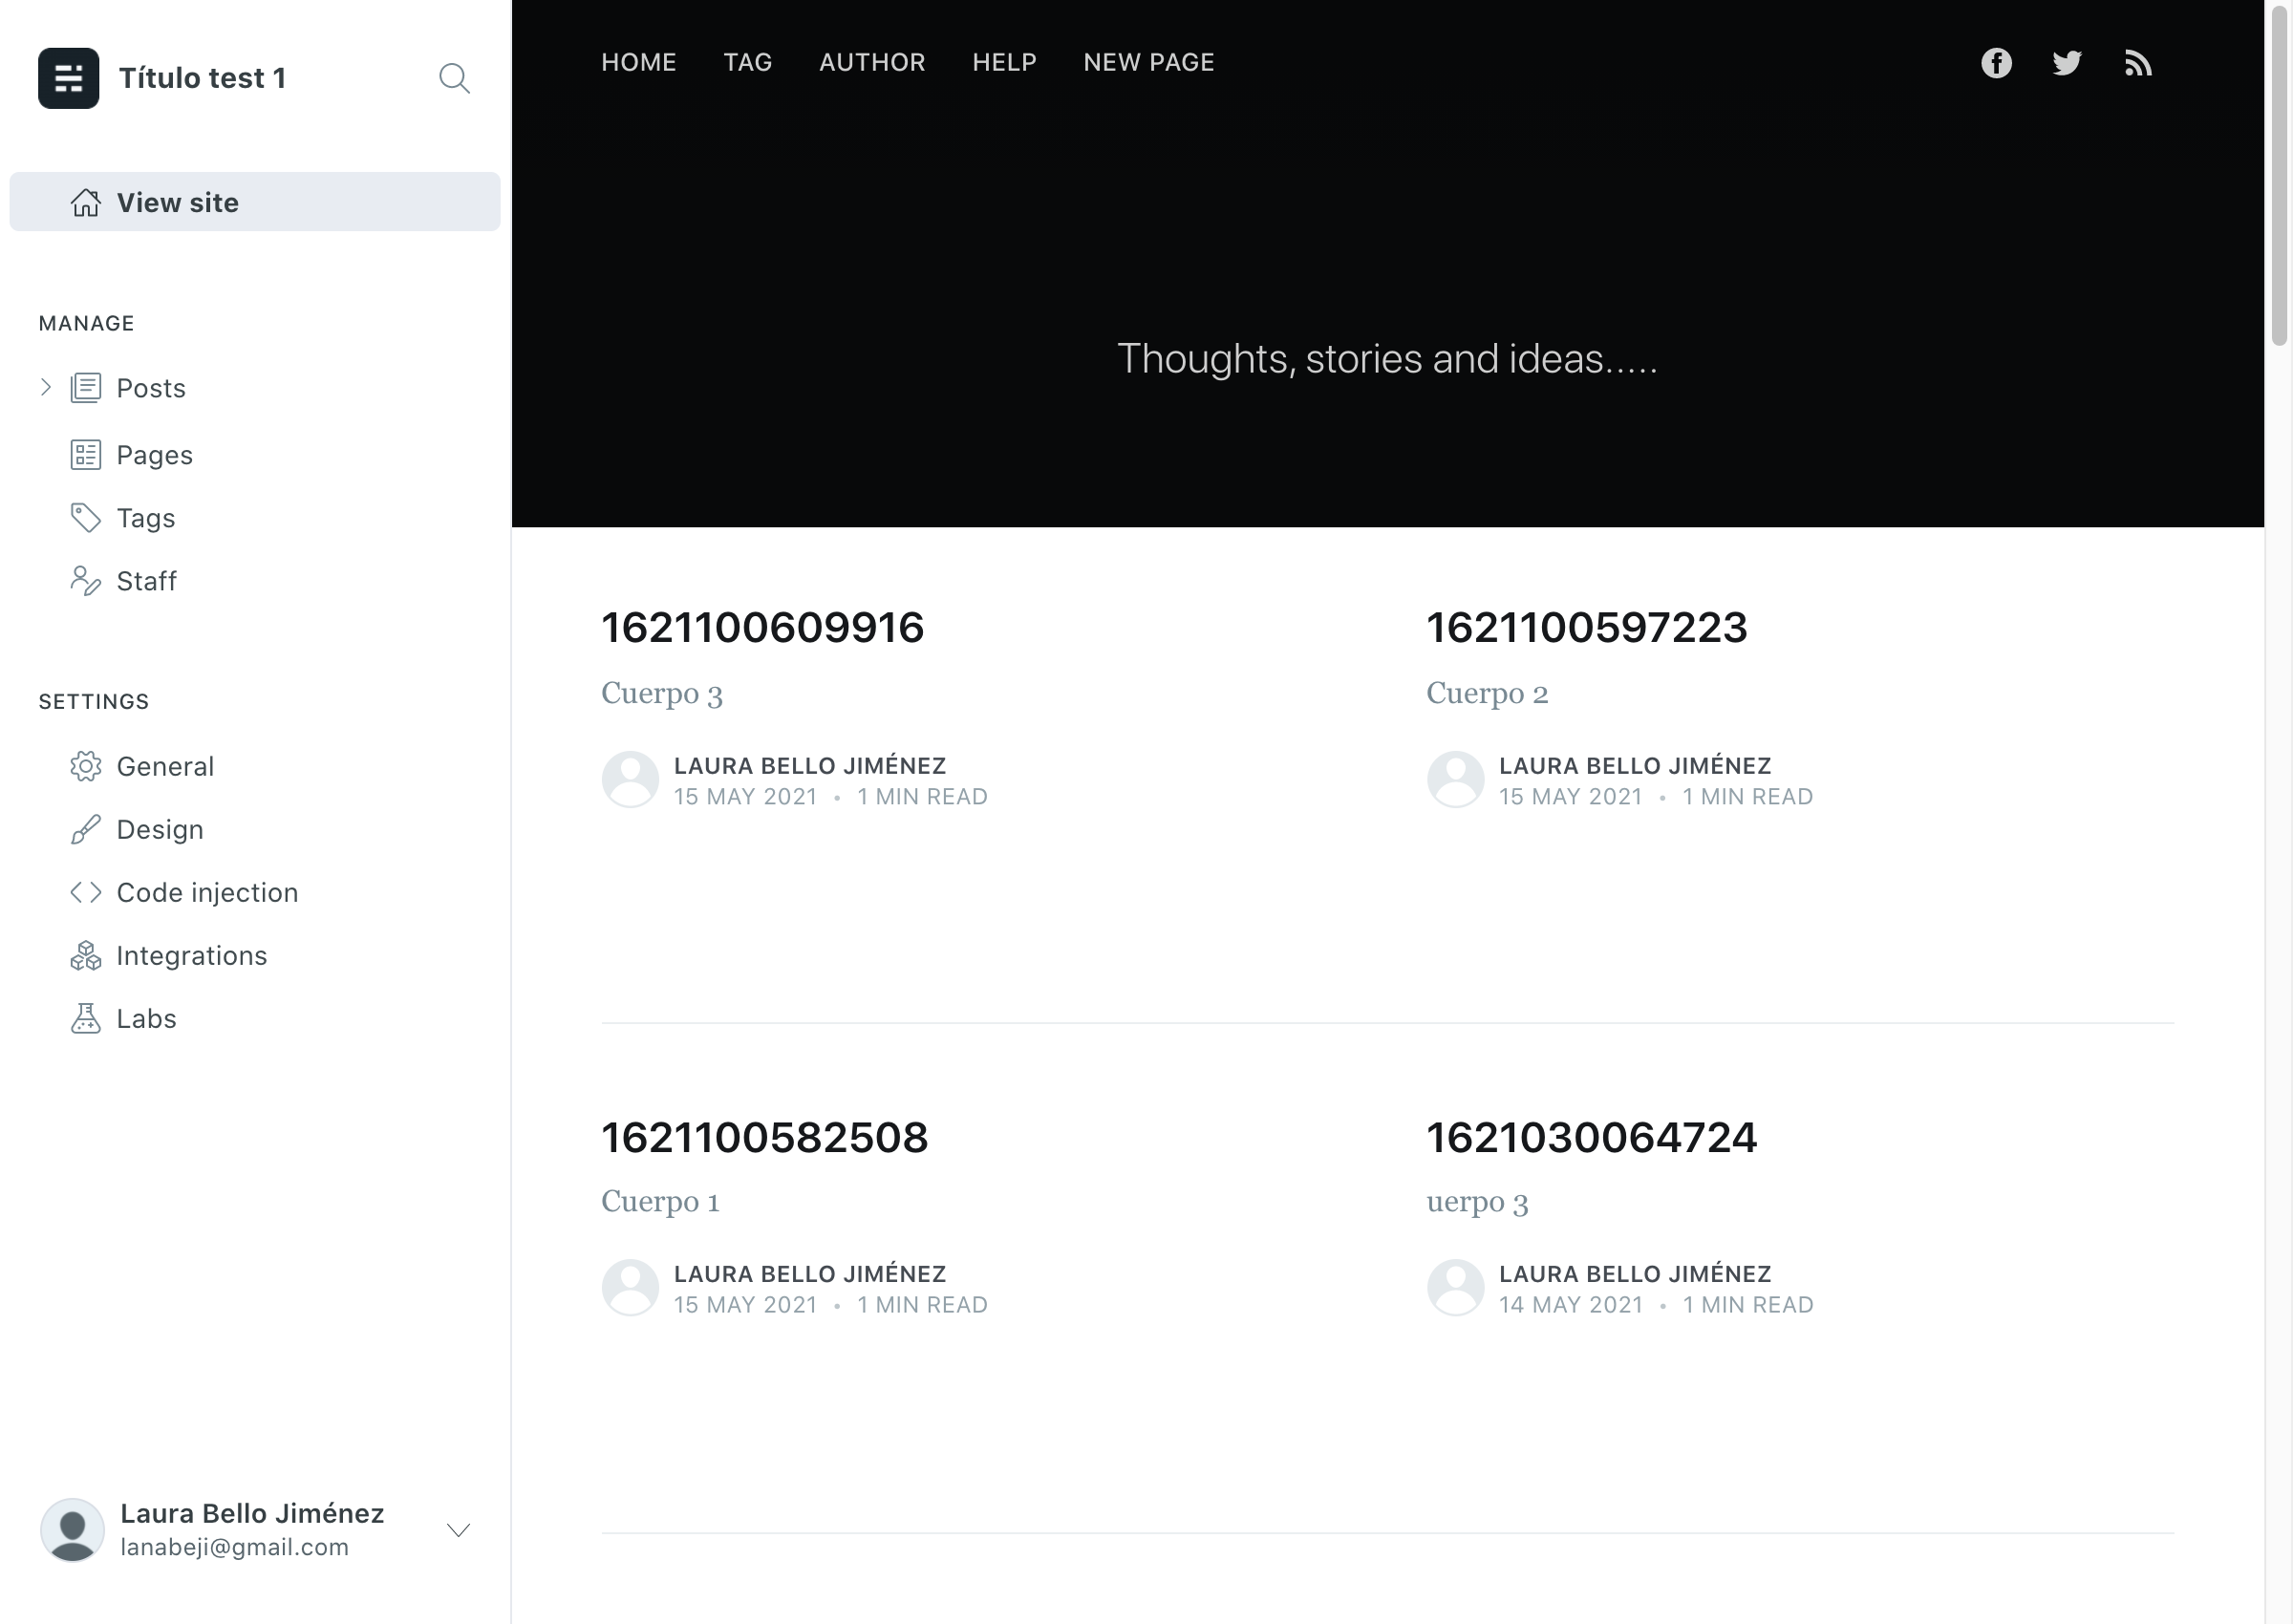 Título test 1
View site
MANAGE
Posts
Pages
Tags
Staff
SETTINGS
General
Design
Code injection
Integrations
Labs
Laura Bello Jiménez
lanabeji@gmail.com
HOME TAG AUTHOR HELP NEW PAGE
Thoughts, stories and ideas.....
1621100609916
Cuerpo 3
LAURA BELLO JIMÉNEZ
15 MAY 2021 • 1 MIN READ
1621100597223
Cuerpo 2
LAURA BELLO JIMÉNEZ
15 MAY 2021 • 1 MIN READ
1621100582508
Cuerpo 1
LAURA BELLO JIMÉNEZ
15 MAY 2021 • 1 MIN READ
1621030064724
uerpo 3
LAURA BELLO JIMÉNEZ
14 MAY 2021 • 1 MIN READ